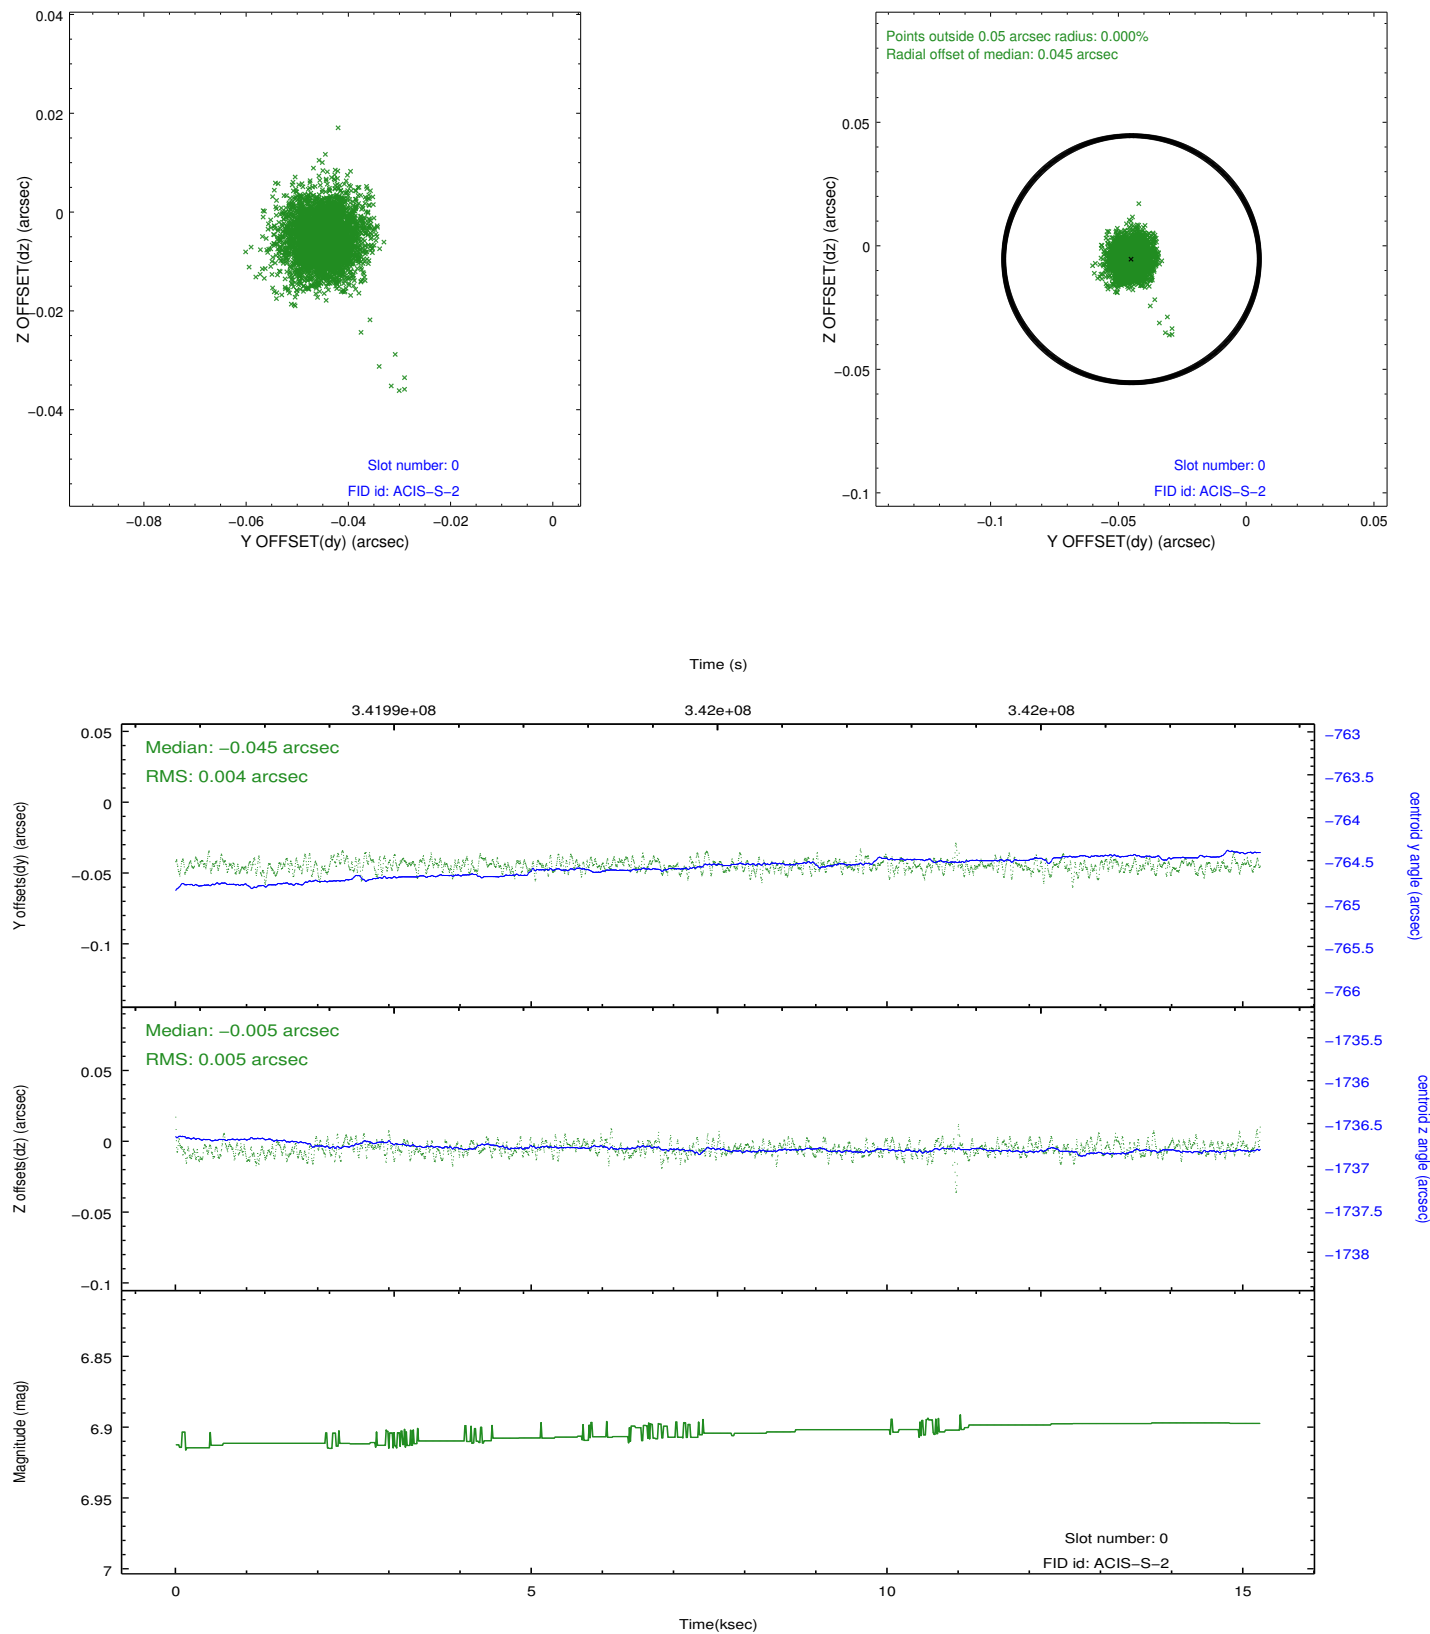 0.04
0.02
0
−0.02
−0.04
Z OFFSET(dz) (arcsec)
Slot number: 0
FID id: ACIS−S−2
−0.08
−0.06
−0.04
−0.02
0
Y OFFSET(dy) (arcsec)
Points outside 0.05 arcsec radius: 0.000%
Radial offset of median: 0.045 arcsec
0.05
0
−0.05
−0.1
Z OFFSET(dz) (arcsec)
Slot number: 0
FID id: ACIS−S−2
−0.1
−0.05
0
0.05
Y OFFSET(dy) (arcsec)
Time (s)
3.4199e+08
3.42e+08
3.42e+08
Median: −0.045 arcsec
RMS: 0.004 arcsec
0.05
0
−0.05
−0.1
Y offsets(dy) (arcsec)
−763
−763.5
−764
−764.5
−765
−765.5
−766
centroid y angle (arcsec)
Median: −0.005 arcsec
RMS: 0.005 arcsec
0.05
0
−0.05
−0.1
Z offsets(dz) (arcsec)
−1735.5
−1736
−1736.5
−1737
−1737.5
−1738
centroid z angle (arcsec)
6.85
6.9
6.95
7
Magnitude (mag)
Slot number: 0
FID id: ACIS−S−2
0
5
10
15
Time(ksec)